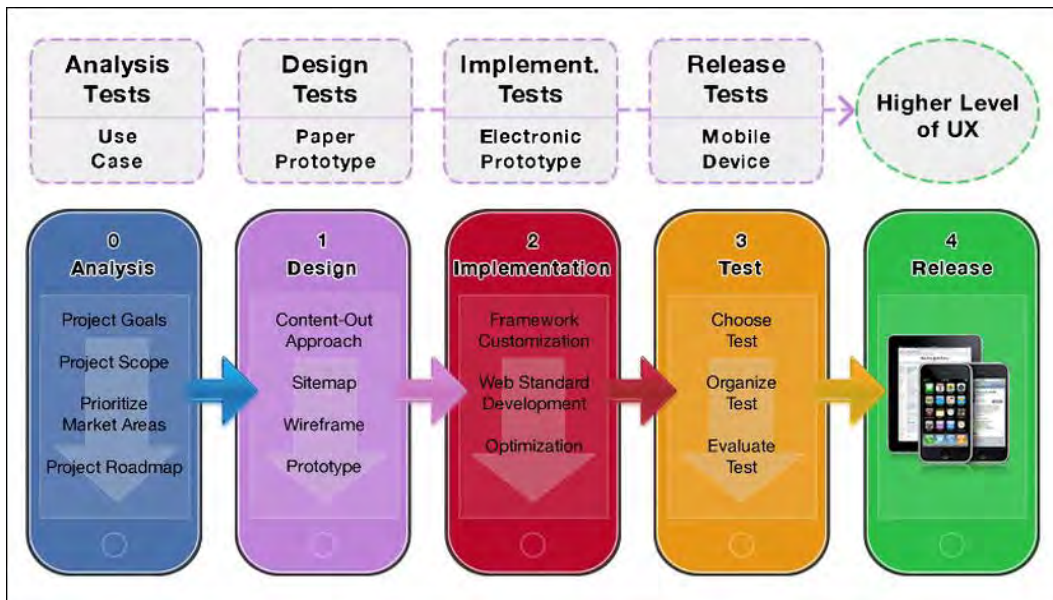 Analysis
Tests
Use
Case
Design
Tests
Paper
Prototype
Implement.
Tests
Electronic
Prototype
Release
Tests
Mobile
Device
Higher Level
of UX
0
Analysis
Project Goals
Project Scope
Prioritize
Market Areas
Project Roadmap
1
Design
Content-Out
Approach
Sitemap
Wireframe
Prototype
2
Implementation
Framework
Customization
Web Standard
Development
Optimization
3
Test
Choose
Test
Organize
Test
Evaluate
Test
4
Release